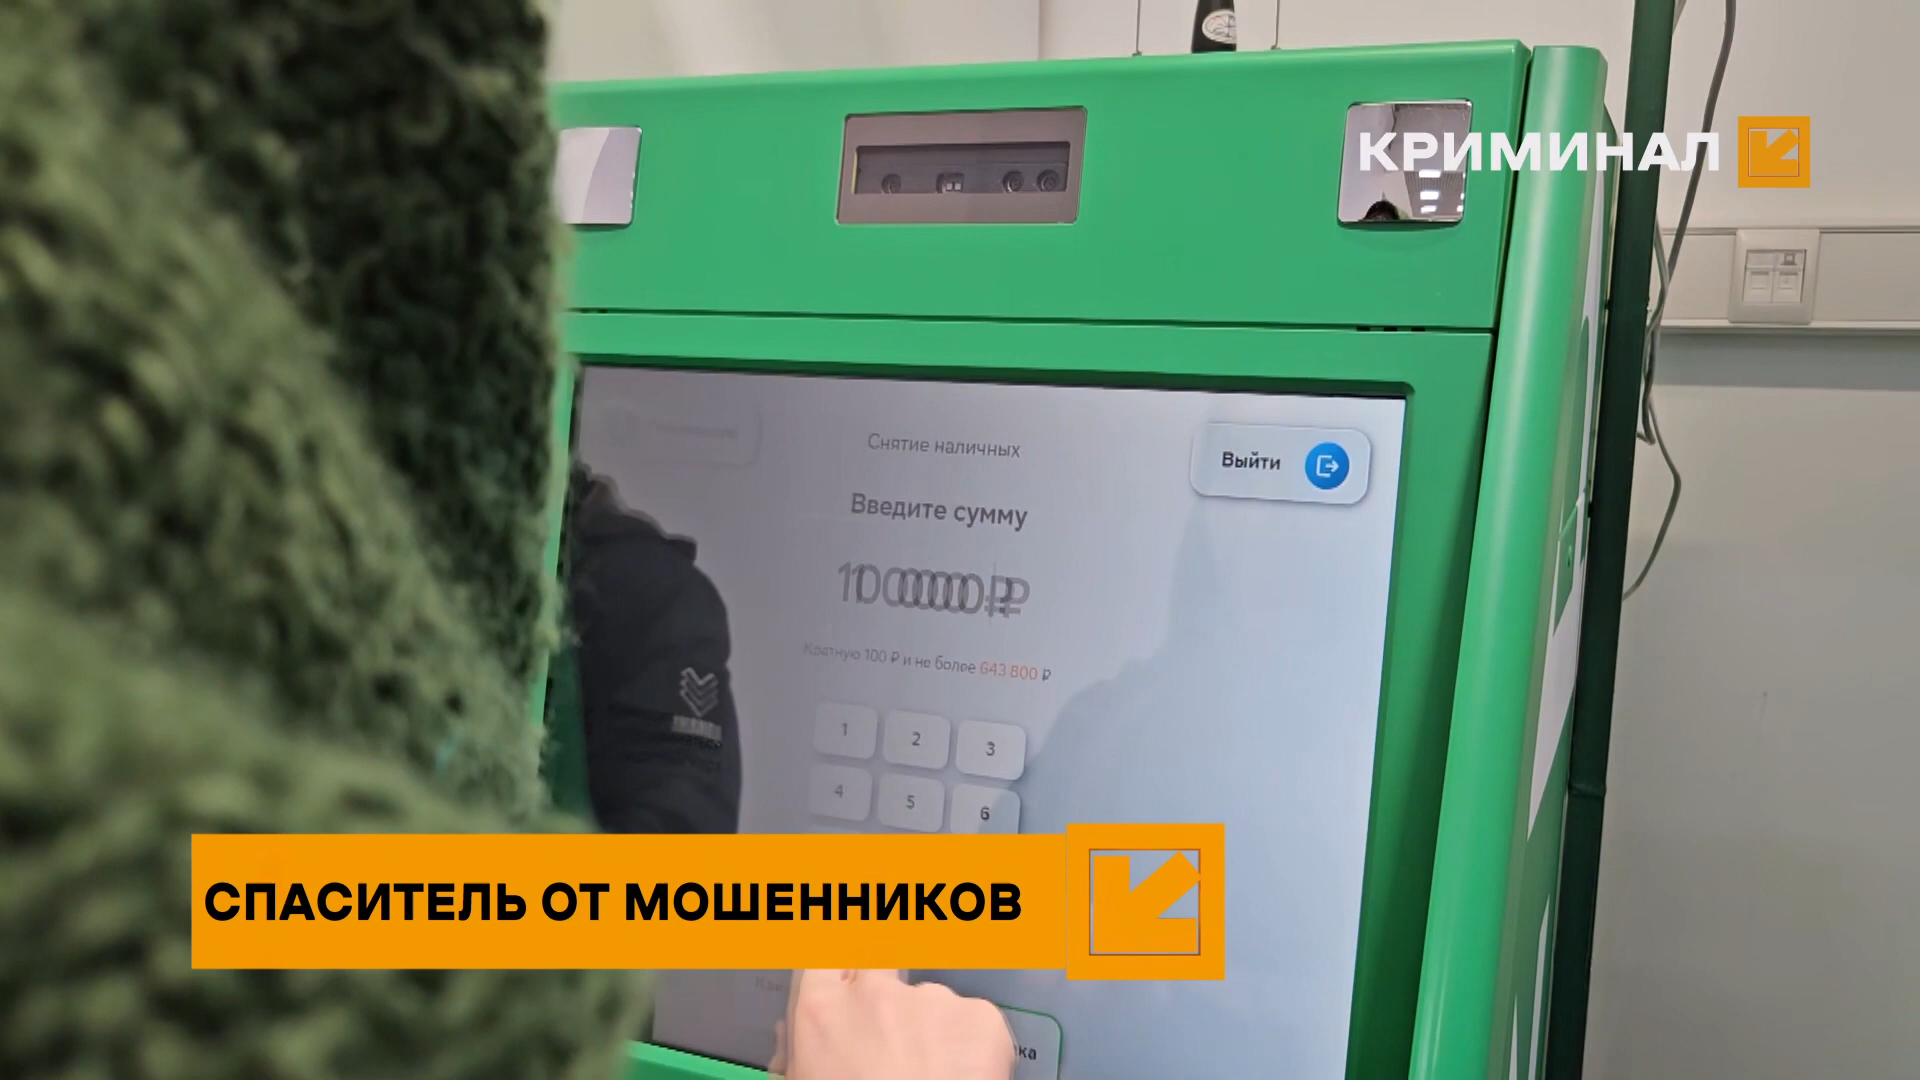 КРИМИНАЛ
Снятие наличных
Выйти
Введите сумму
Кратную 100 ₽ и не более 643 800 ₽
1 2 3
4 5 6
СПАСИТЕЛЬ ОТ МОШЕННИКОВ